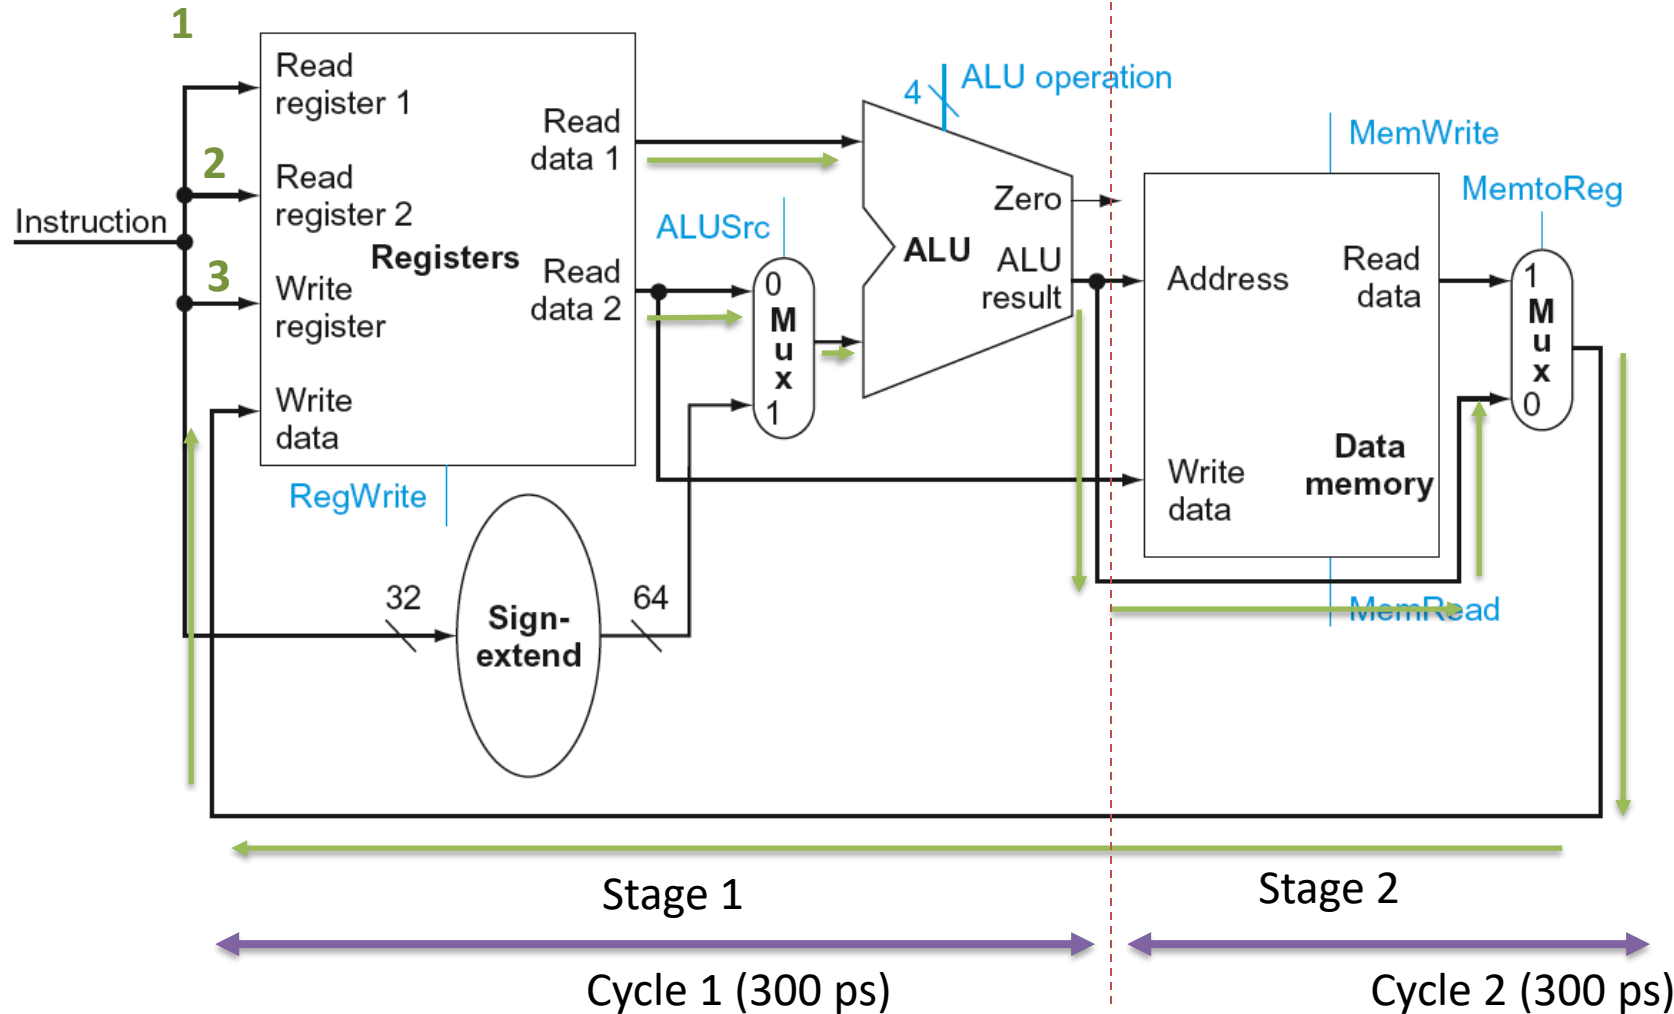 1
Read
register 1
2
Read
register 2
Instruction
3
Registers
Write
register
Write
data
Read
data 1
Read
data 2
RegWrite
32
Sign-
extend
64
ALUSrc
0
M
u
x
1
4
ALU operation
Zero
ALU
ALU
result
MemWrite
Address
Read
data
Write
data
Data
memory
MemRead
MemtoReg
1
M
u
x
0
Stage 1
Stage 2
Cycle 1 (300 ps)
Cycle 2 (300 ps)